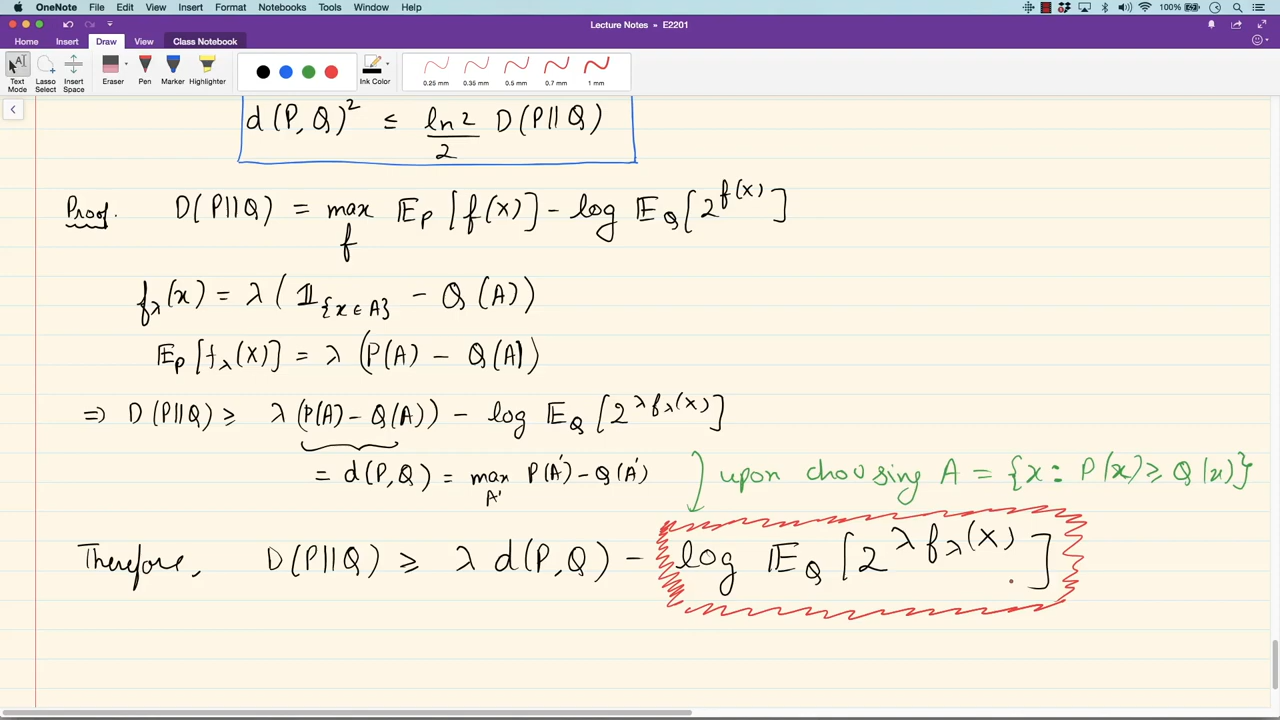 OneNote File Edit View Insert Format Notebooks Tools Window Help 100%
Lecture Notes » E2201
Home Insert Draw View Class Notebook
Text Mode Lasso Select Insert Space Eraser Pen Marker Highlighter Ink Color 0.25 mm 0.35 mm 0.5 mm 0.7 mm 1 mm
d(P,Q)² ≤ ln2/2 D(P||Q)
Proof. D(P||Q) = max_f 𝔼_P[f(X)] - log 𝔼_Q[2^{f(X)}]
f_λ(x) = λ(𝟙_{{x∈A}} - Q(A))
𝔼_P[f_λ(X)] = λ(P(A) - Q(A))
⇒ D(P||Q) ≥ λ(P(A) - Q(A)) - log 𝔼_Q[2^{λf_λ(X)}]
= d(P,Q) = max_{A'} P(A') - Q(A') upon choosing A = {x: P(x) ≥ Q(x)}
Therefore, D(P||Q) ≥ λ d(P,Q) - log 𝔼_Q[2^{λf_λ(X)}]